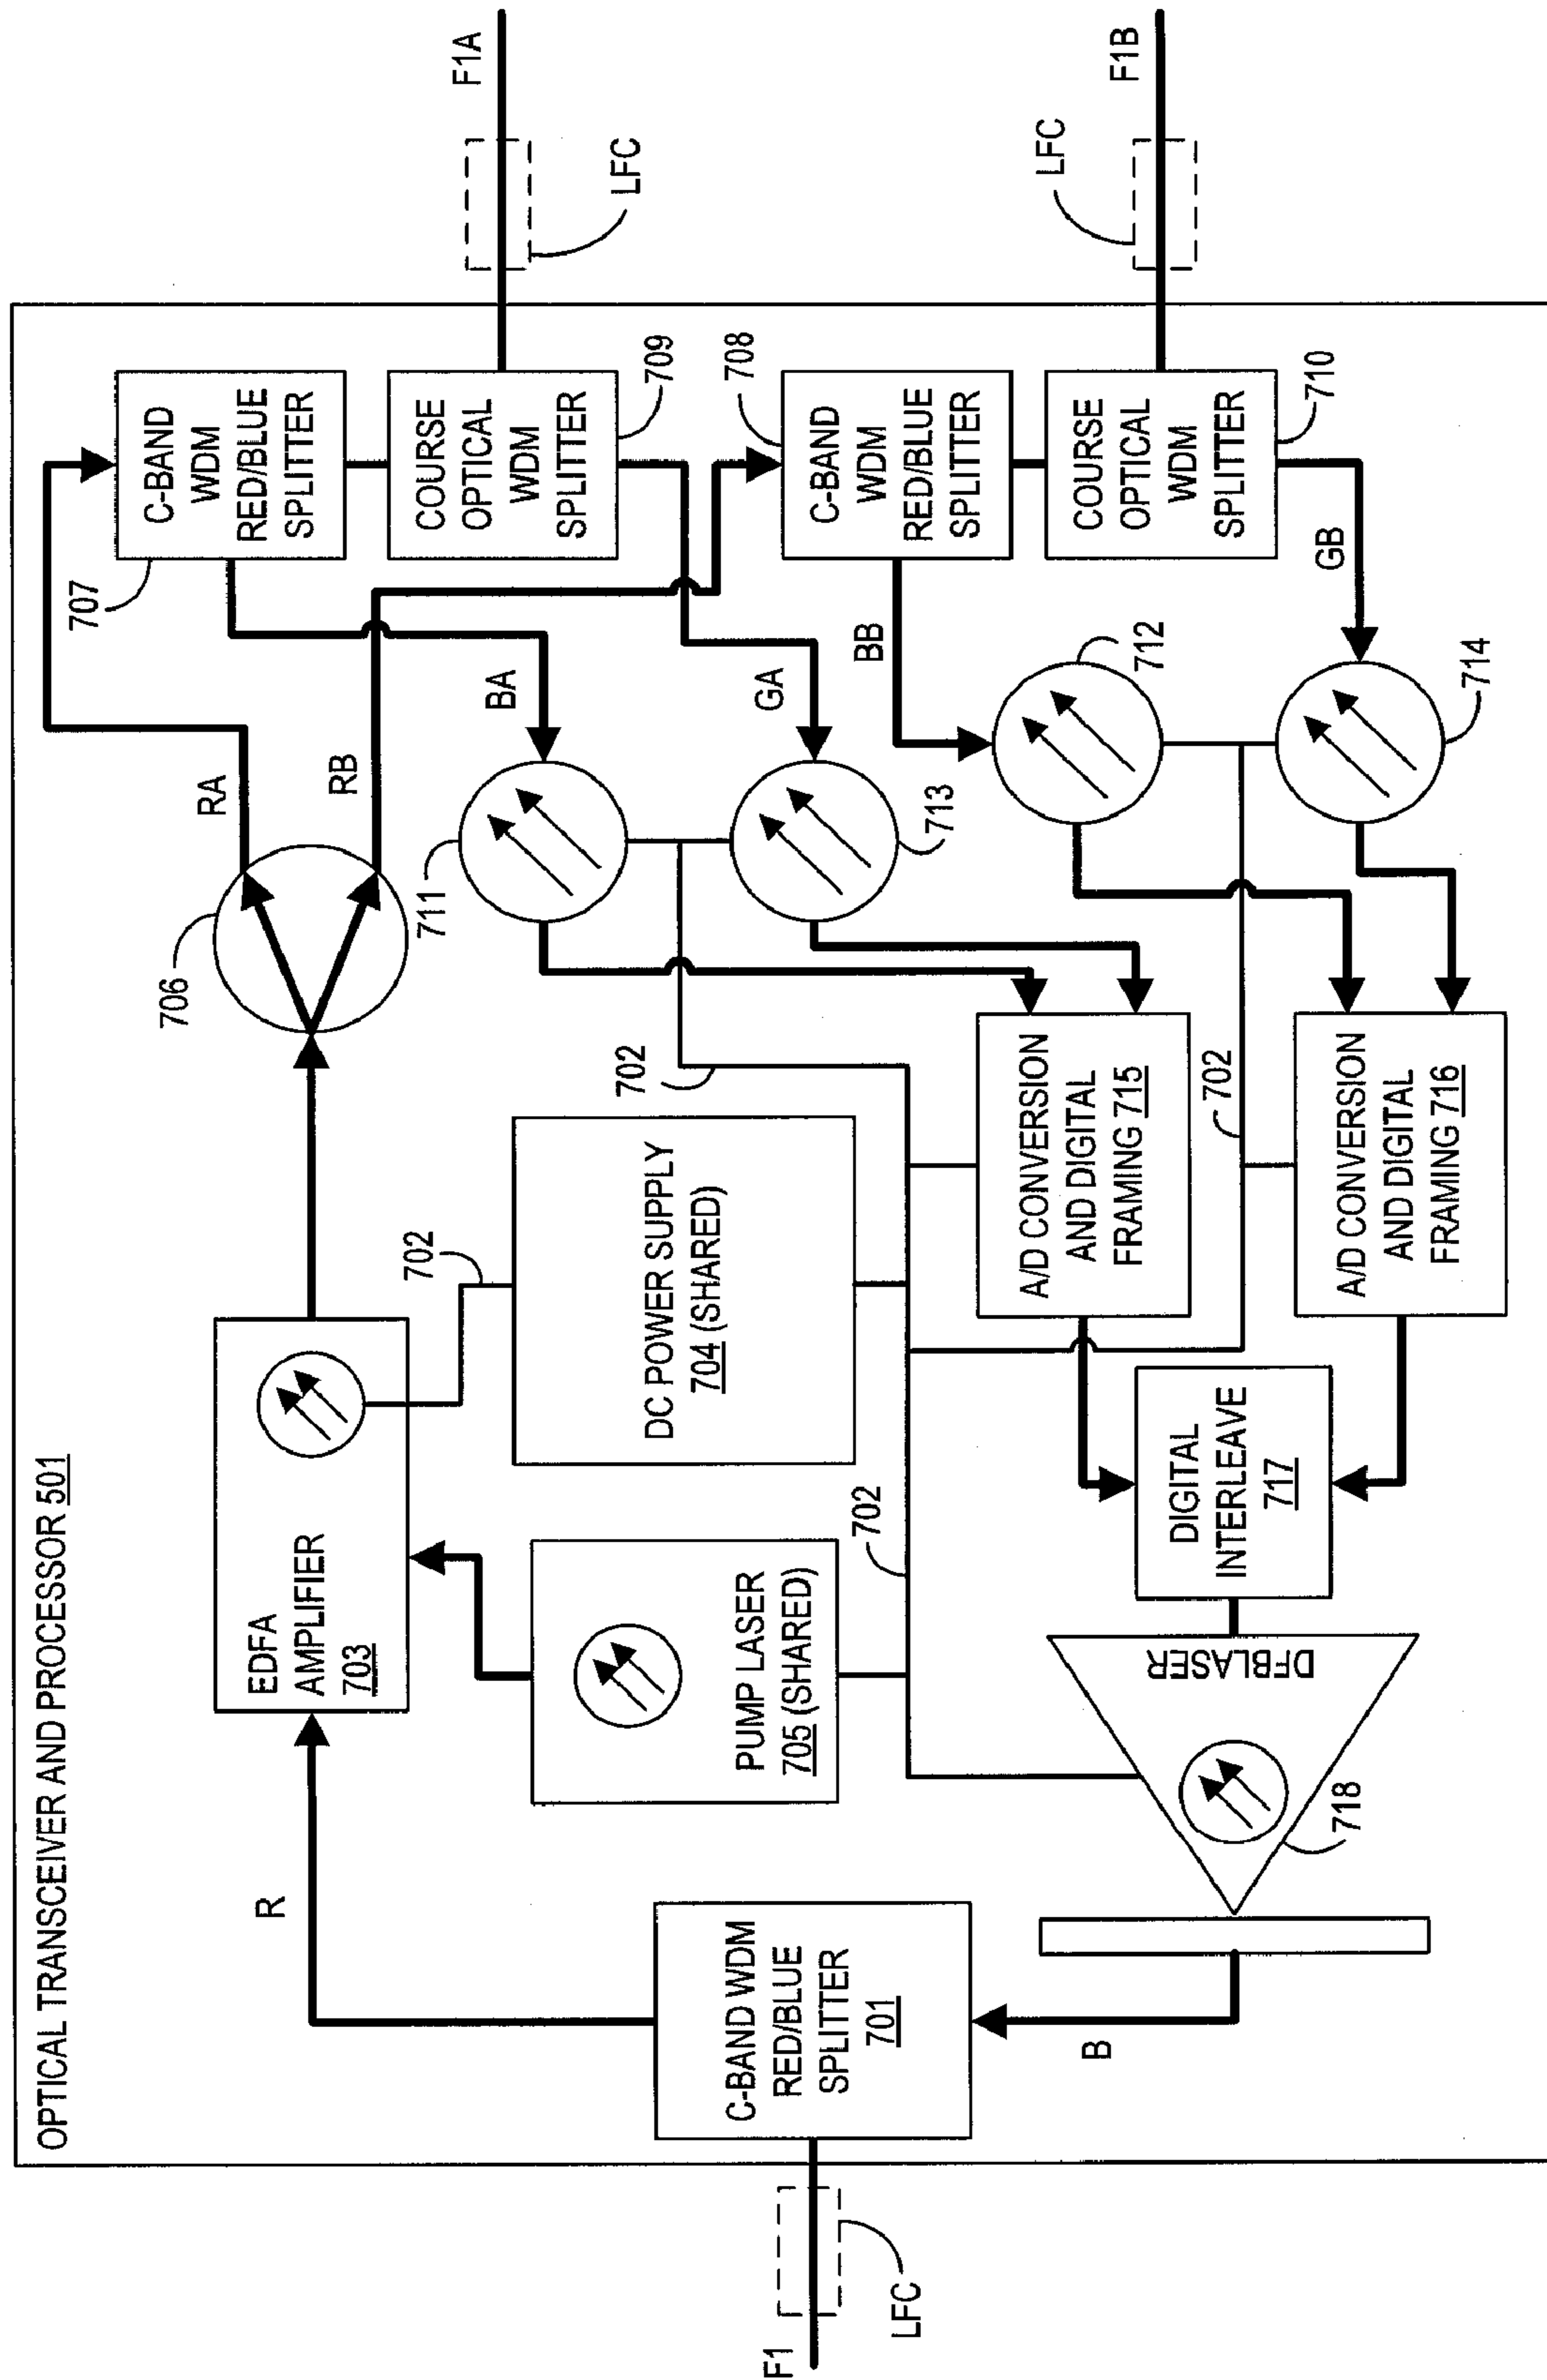 OPTICAL TRANSCEIVER AND PROCESSOR 501
F1
LFC
C-BAND WDM
RED/BLUE
SPLITTER
701
R
B
EDFA
AMPLIFIER
703
702
PUMP LASER
705 (SHARED)
DC POWER SUPPLY
704 (SHARED)
702
702
702
DFBLASER
718
DIGITAL
INTERLEAVE
717
A/D CONVERSION
AND DIGITAL
FRAMING 715
A/D CONVERSION
AND DIGITAL
FRAMING 716
706
RA
RB
711
BA
713
GA
712
BB
714
GB
707
C-BAND
WDM
RED/BLUE
SPLITTER
COURSE
OPTICAL
WDM
SPLITTER
709
708
C-BAND
WDM
RED/BLUE
SPLITTER
COURSE
OPTICAL
WDM
SPLITTER
710
LFC
F1A
LFC
F1B